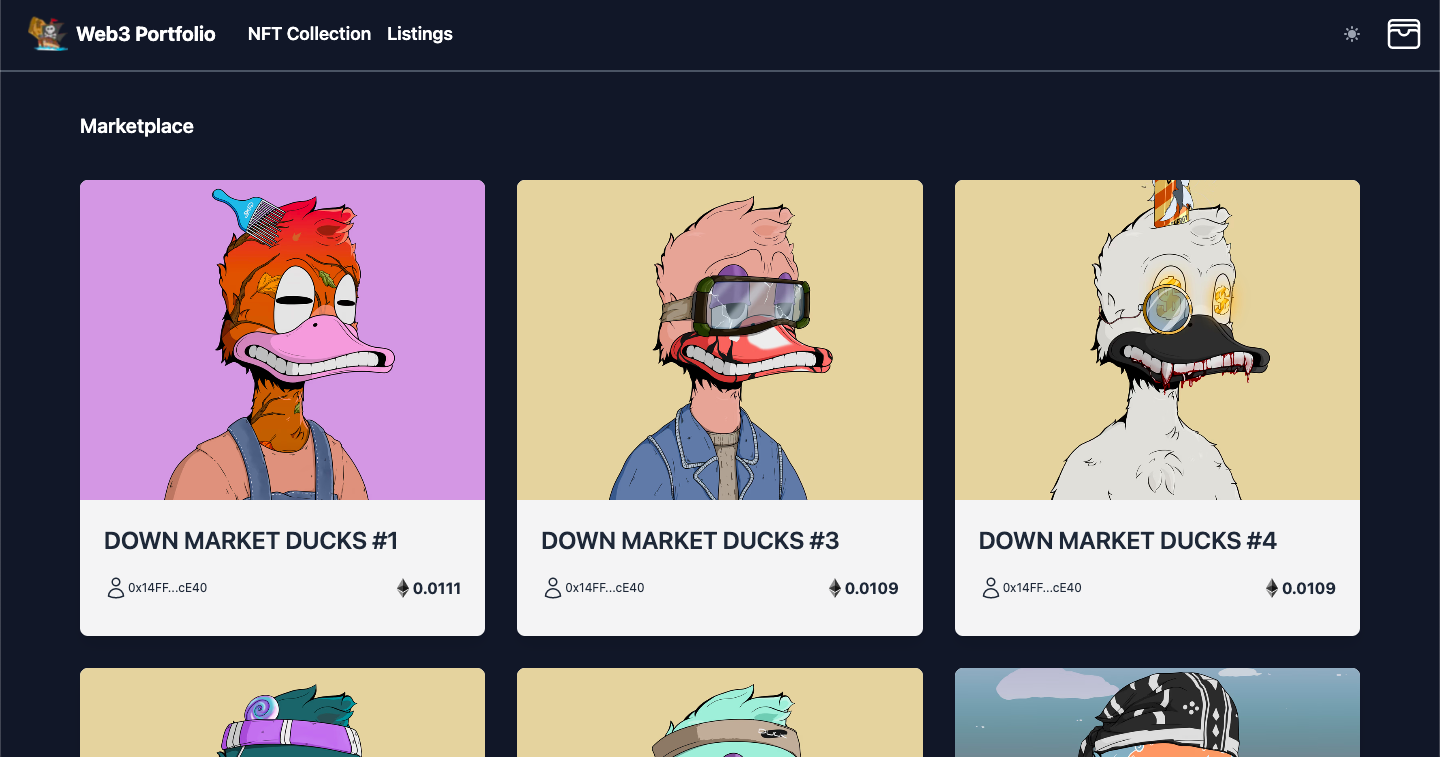 Web3 Portfolio NFT Collection Listings
Marketplace
DOWN MARKET DUCKS #1
0x14FF...cE40 0.0111
DOWN MARKET DUCKS #3
0x14FF...cE40 0.0109
DOWN MARKET DUCKS #4
0x14FF...cE40 0.0109